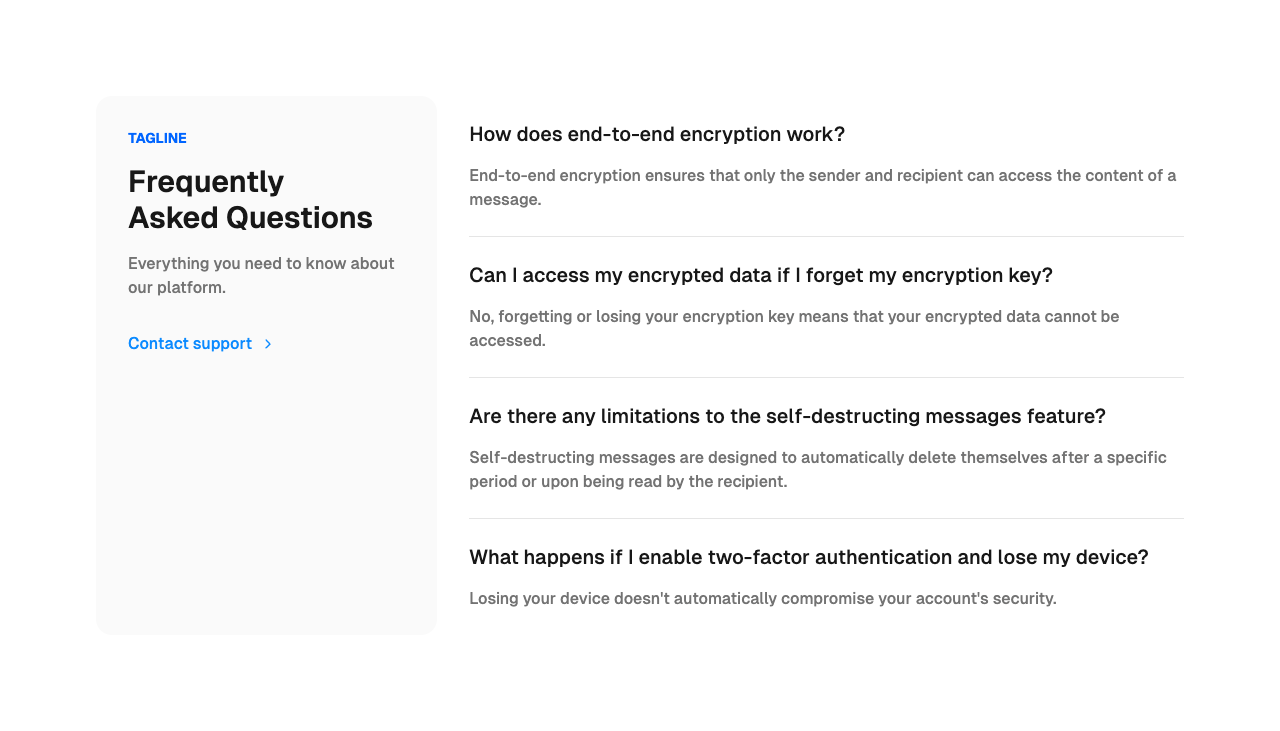 TAGLINE
Frequently
Asked Questions
Everything you need to know about
our platform.
Contact support
How does end-to-end encryption work?
End-to-end encryption ensures that only the sender and recipient can access the content of a
message.
Can I access my encrypted data if I forget my encryption key?
No, forgetting or losing your encryption key means that your encrypted data cannot be
accessed.
Are there any limitations to the self-destructing messages feature?
Self-destructing messages are designed to automatically delete themselves after a specific
period or upon being read by the recipient.
What happens if I enable two-factor authentication and lose my device?
Losing your device doesn't automatically compromise your account's security.